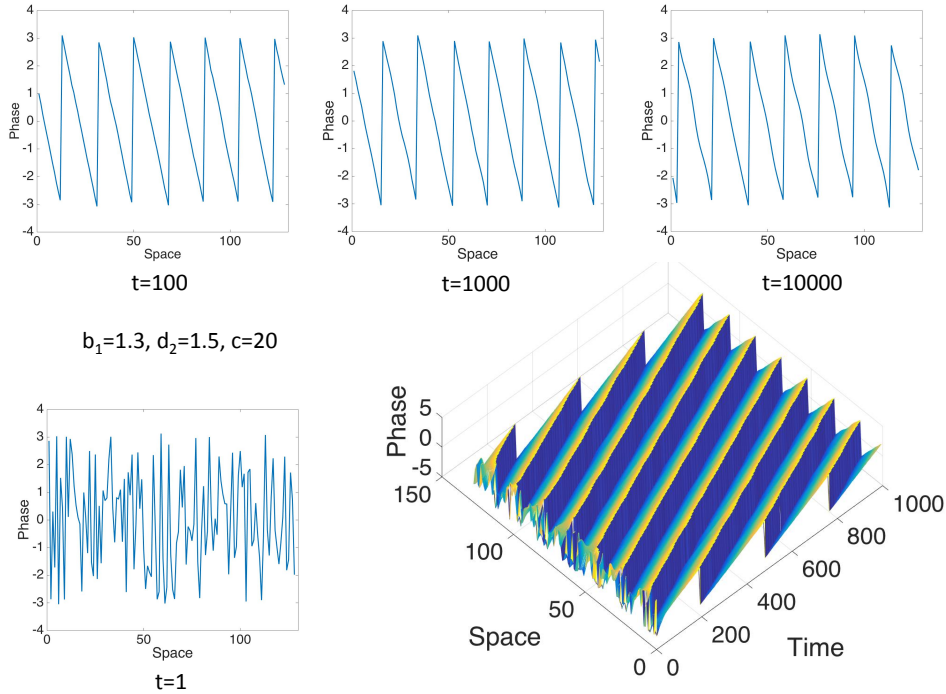 4
3
2
1
0
-1
-2
-3
-4
Phase
0 50 100
Space
t=100
4
3
2
1
0
-1
-2
-3
-4
Phase
0 50 100
Space
t=1000
4
3
2
1
0
-1
-2
-3
-4
Phase
0 50 100
Space
t=10000
b1=1.3, d2=1.5, c=20
4
3
2
1
0
-1
-2
-3
-4
Phase
0 50 100
Space
t=1
Phase
5
0
-5
150
100
50
0
Space
0
200
400
600
800
1000
Time